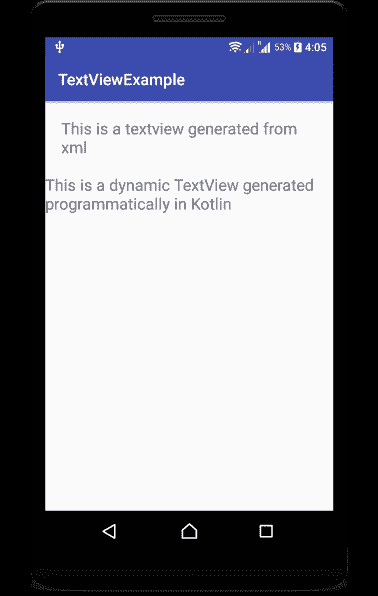 53% 4:05
TextViewExample
This is a textview generated from
xml
This is a dynamic TextView generated
programmatically in Kotlin